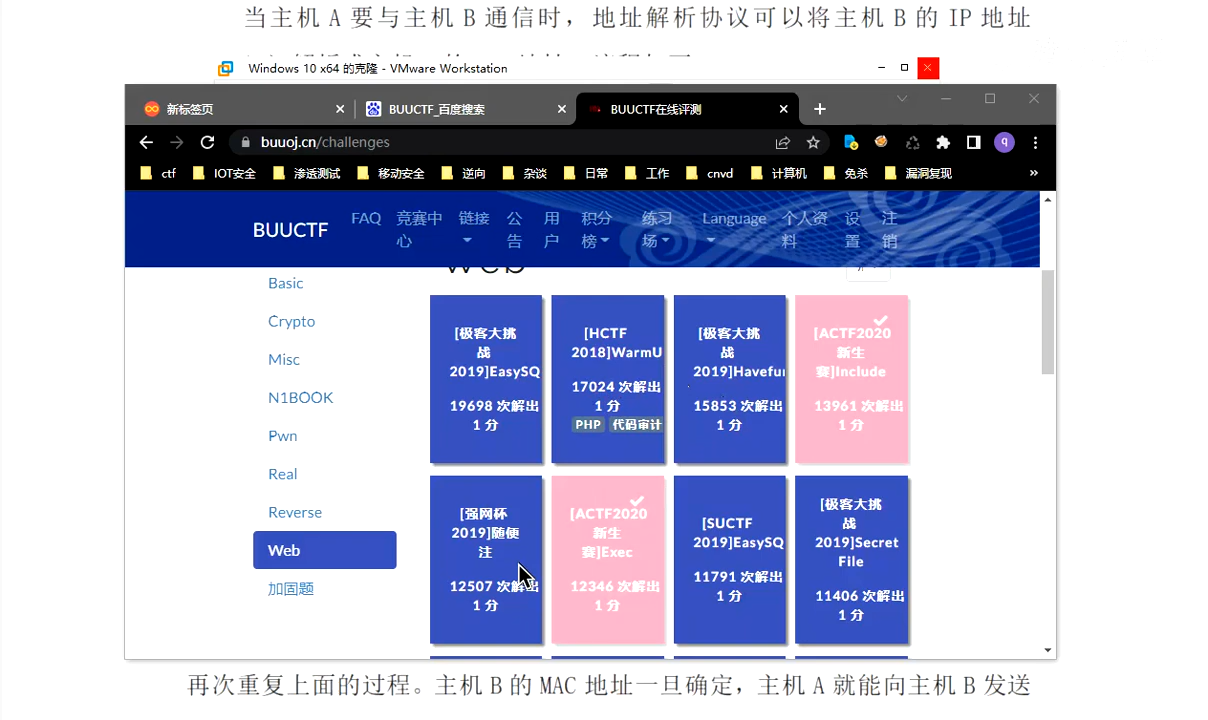 当主机 A 要与主机 B 通信时，地址解析协议可以将主机 B 的 IP 地址
Windows 10 x64 的克隆 - VMware Workstation
新标签页
BUUCTF_百度搜索
BUUCTF在线评测
buuoj.cn/challenges
q
ctf
IOT安全
渗透测试
移动安全
逆向
杂谈
日常
工作
cnvd
计算机
免杀
漏洞复现
»
BUUCTF
FAQ
竞赛中
心
链接
公
告
用
户
积分
榜
练习
场
Language
个人资
料
设
置
注
销
Web
Basic
Crypto
Misc
N1BOOK
Pwn
Real
Reverse
Web
加固题
[极客大挑
战
2019]EasySQ
19698 次解出
1 分
[HCTF
2018]WarmU
17024 次解出
1 分
PHP 代码审计
[极客大挑
战
2019]Havefu
15853 次解出
1 分
[ACTF2020
新生
赛]Include
13961 次解出
1 分
[强网杯
2019]随便
注
12507 次解出
1 分
[ACTF2020
新生
赛]Exec
12346 次解出
1 分
[SUCTF
2019]EasySQ
11791 次解出
1 分
[极客大挑
战
2019]Secret
File
11406 次解出
1 分
再次重复上面的过程。主机 B 的 MAC 地址一旦确定，主机 A 就能向主机 B 发送